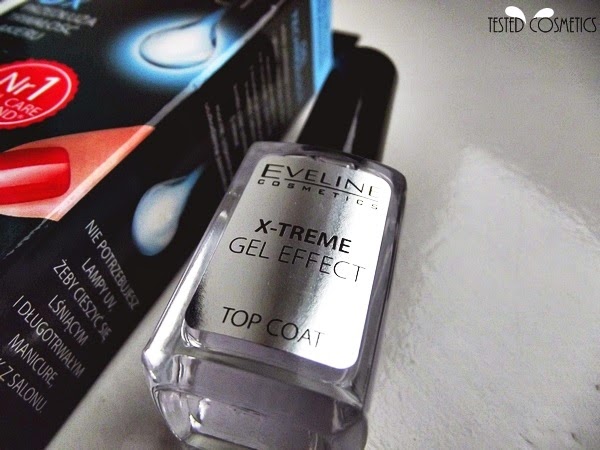 TESTED COSMETICS
Nr 1
CARE
EVELINE
COSMETICS
X-TREME
GEL EFFECT
TOP COAT
NIE POTRZEBUJESZ
LAMPY UV,
ŻEBY CIESZYĆ SIĘ
LŚNIĄCYM
I DŁUGOTRWAŁYM
MANICURE,
Z SALONU.